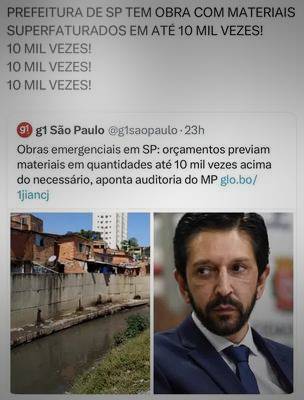 PREFEITURA DE SP TEM OBRA COM MATERIAIS
SUPERFATURADOS EM ATÉ 10 MIL VEZES!
10 MIL VEZES!
10 MIL VEZES!
10 MIL VEZES!
g1 g1 São Paulo @g1saopaulo · 23h
Obras emergenciais em SP: orçamentos previam
materiais em quantidades até 10 mil vezes acima
do necessário, aponta auditoria do MP glo.bo/
1jiancj